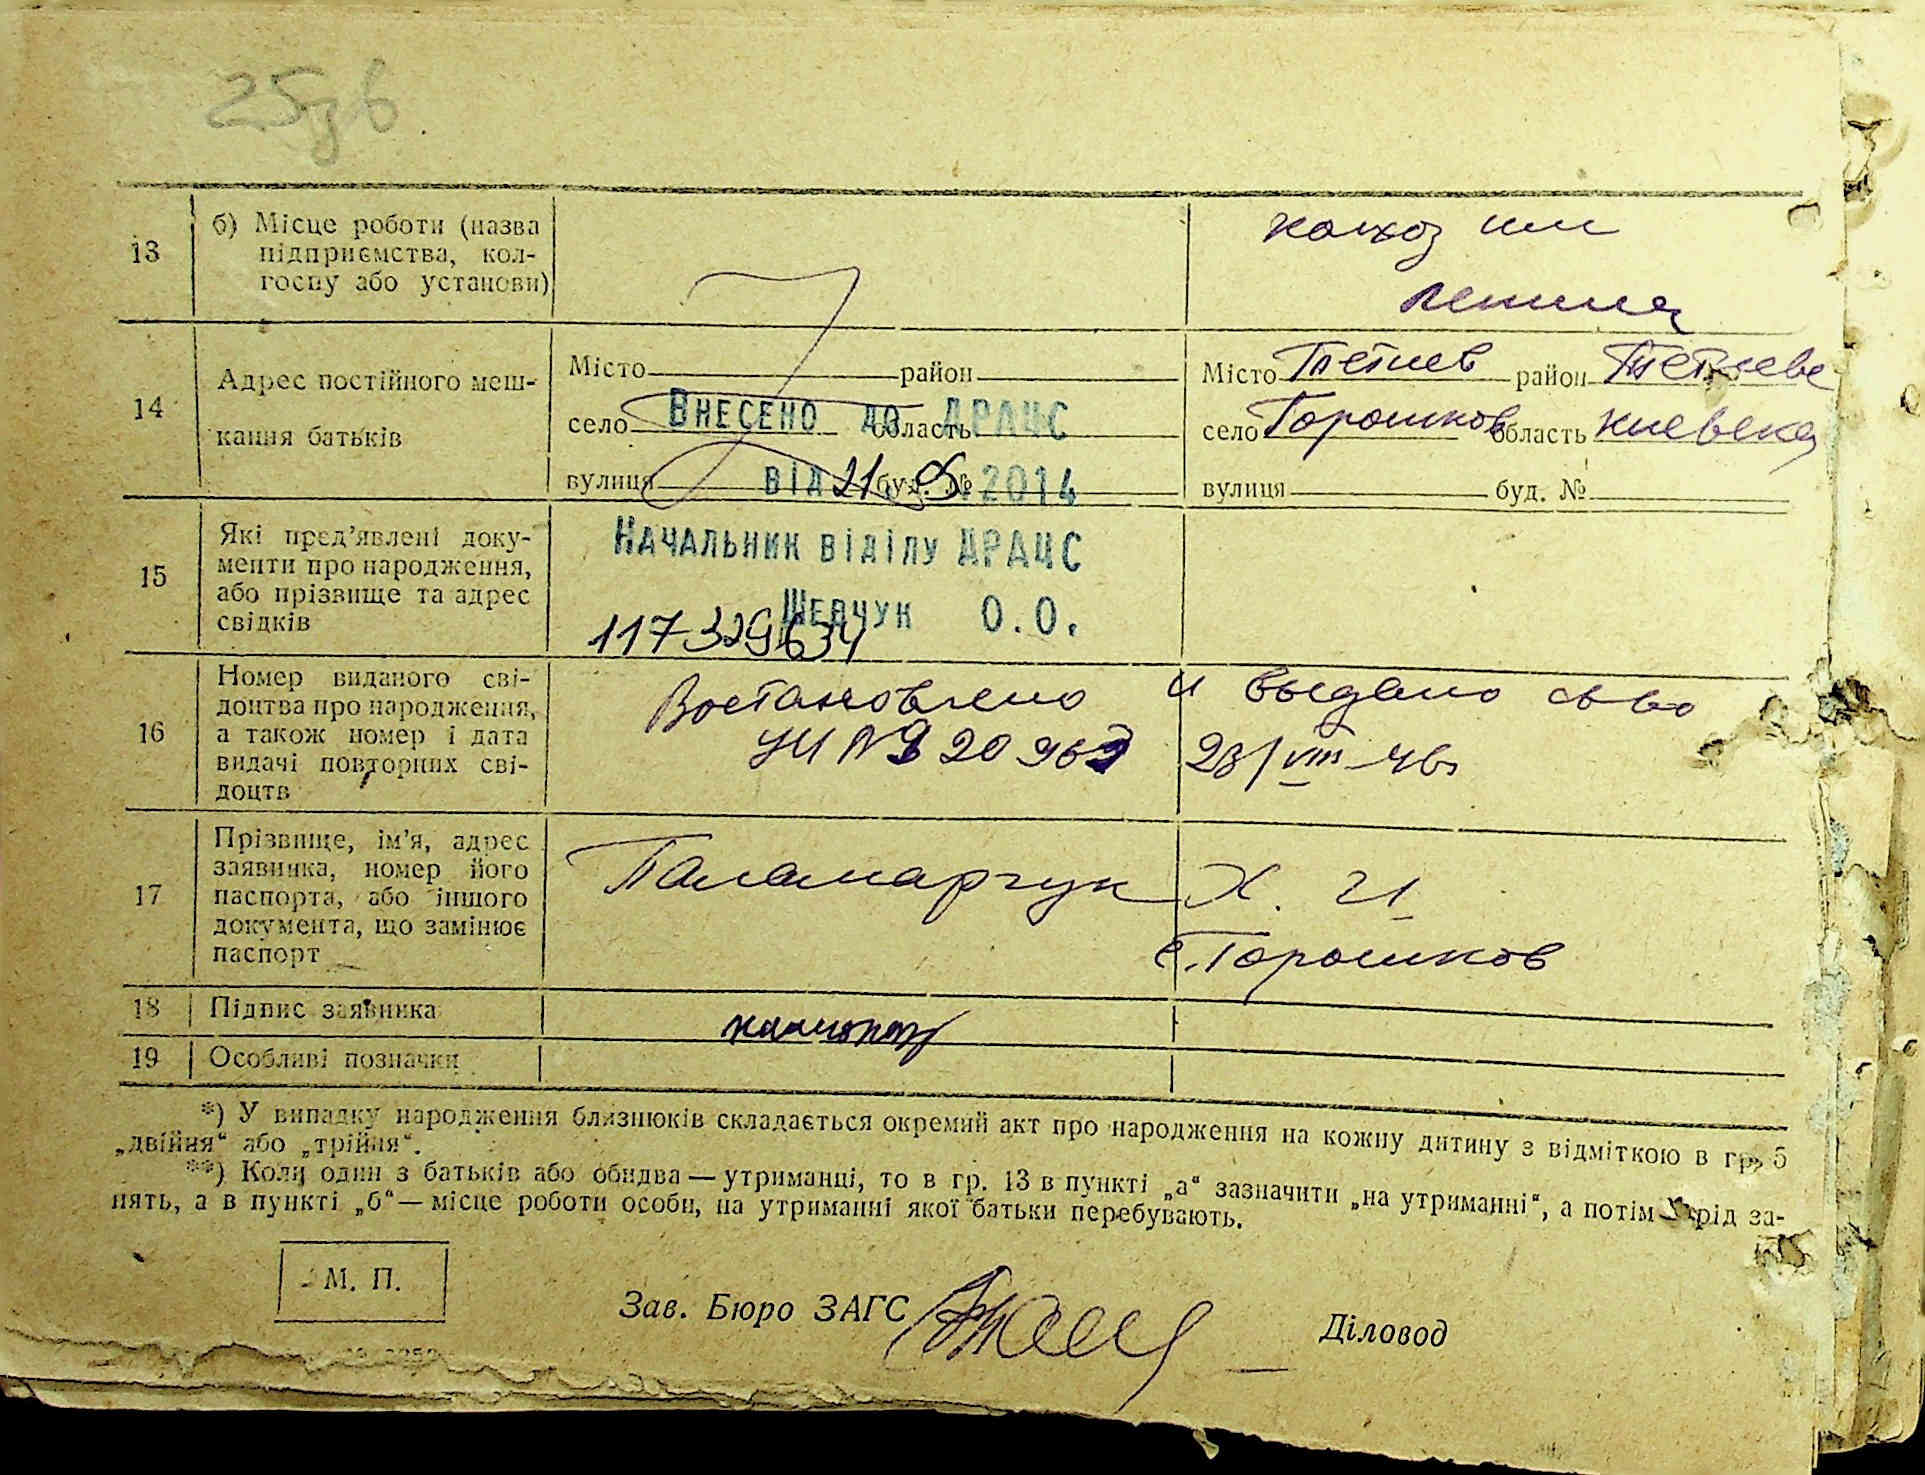 25зв
13
б) Місце роботи (назва
підприємства, кол-
госпу або установи)
колхоз им
Ленина
14
Адрес постійного меш-
кання батьків
Місто район
село область
вулиця буд. №
Місто Тетиев район Тетиеве
село Горошков область Киевская
вулиця буд. №
Внесено до ДРАЦС
від 21.05.2014
Начальник відділу ДРАЦС
Шевчук О.О.
15
Які пред’явлені доку-
менти про народження,
або прізвище та адрес
свідків
117329634
16
Номер виданого сві-
доцтва про народження,
а також номер і дата
видачі повторних сві-
доцтв
Востановлено и выдано св-во
№ 23/VIII-46
17
Прізвище, ім’я, адрес
заявника, номер його
паспорта, або іншого
документа, що замінює
паспорт
Паламарчук Х. И
с. Горошков
18 Підпис заявника
19 Особливі позначки
*) У випадку народження близнюків складається окремий акт про народження на кожну дитину з відміткою в гр. 5
„двійня“ або „трійня“.
**) Коли один з батьків або обидва — утриманці, то в гр. 13 в пункті „а“ зазначити „на утриманні“, а потім рід за-
нять, а в пункті „б“ — місце роботи особи, на утриманні якої батьки перебувають.
М. П.
Зав. Бюро ЗАГС
Діловод